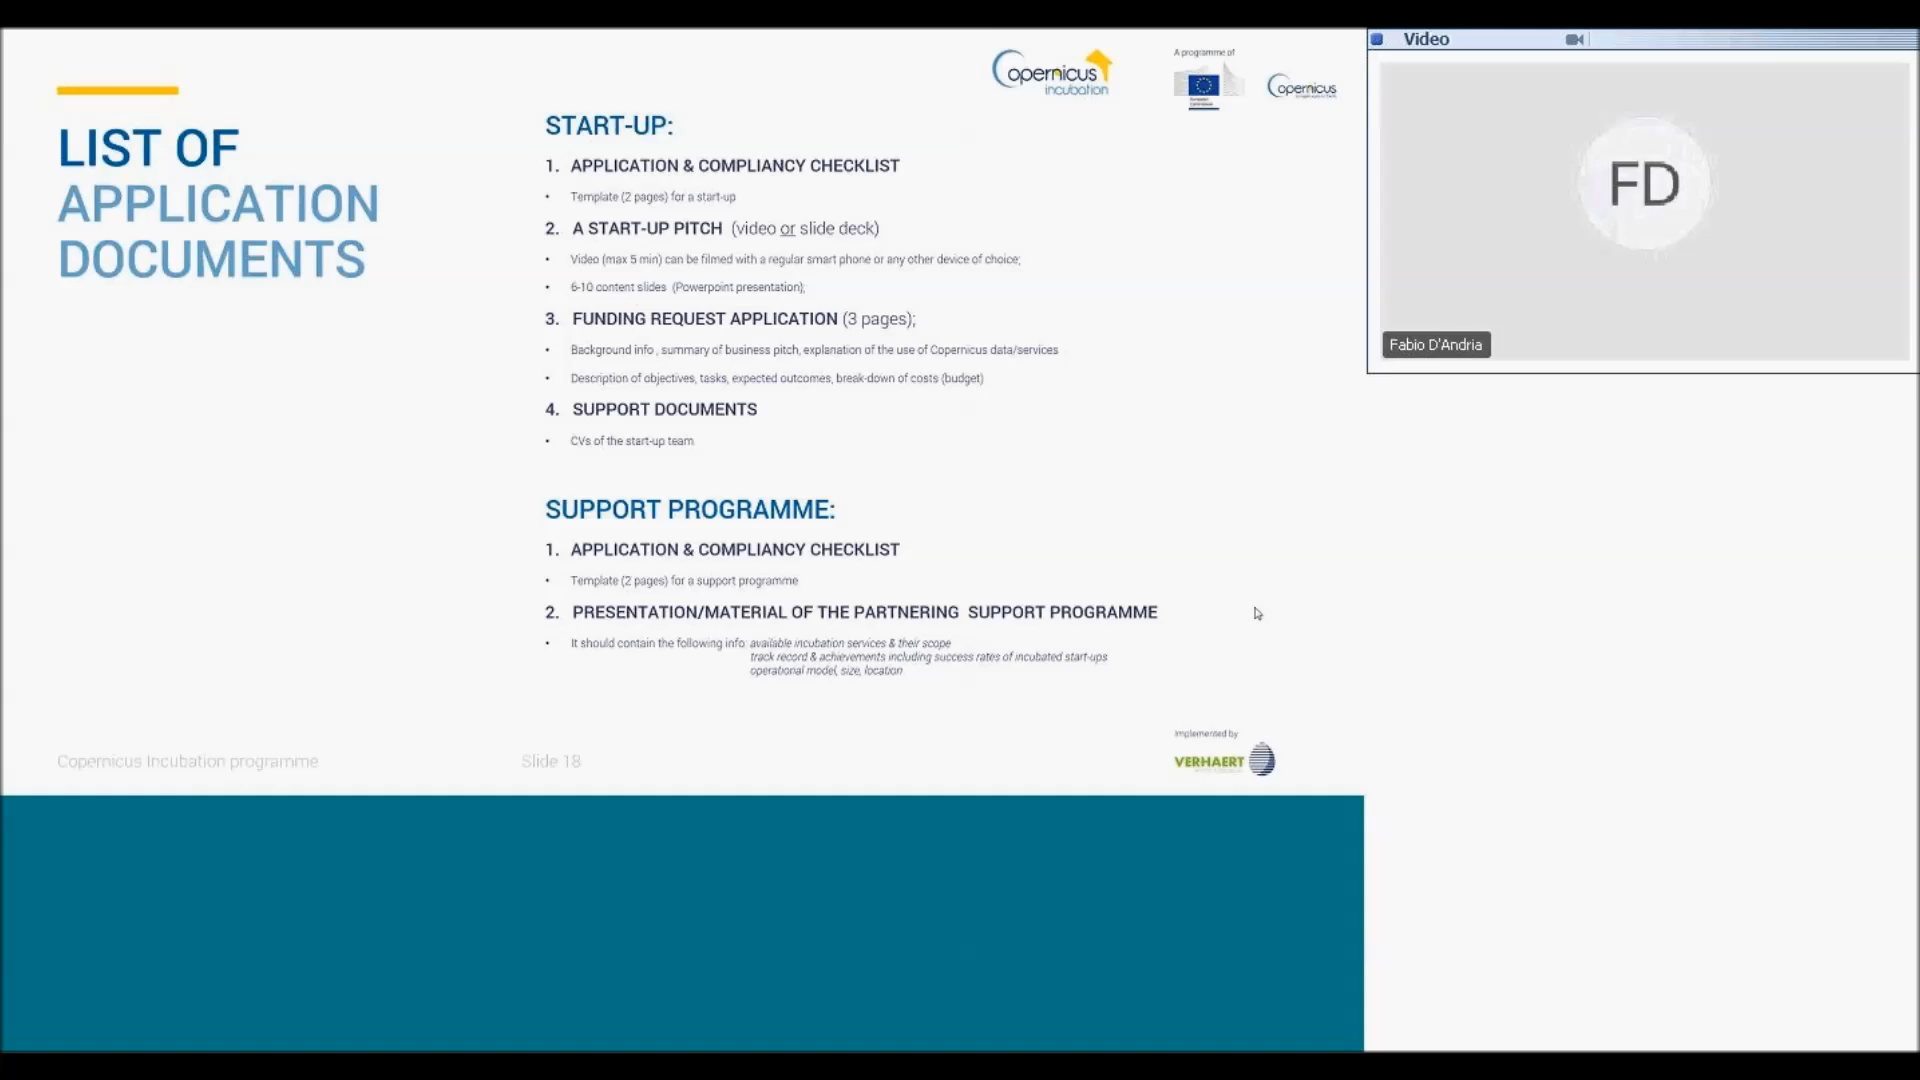 LIST OF
APPLICATION
DOCUMENTS
Copernicus
incubation
A programme of
European
Commission
Copernicus
START-UP:
1. APPLICATION & COMPLIANCY CHECKLIST
• Template (2 pages) for a start-up
2. A START-UP PITCH (video or slide deck)
• Video (max 5 min) can be filmed with a regular smart phone or any other device of choice;
• 6-10 content slides (Powerpoint presentation);
3. FUNDING REQUEST APPLICATION (3 pages);
• Background info , summary of business pitch, explanation of the use of Copernicus data/services
• Description of objectives, tasks, expected outcomes, break-down of costs (budget)
4. SUPPORT DOCUMENTS
• CVs of the start-up team
SUPPORT PROGRAMME:
1. APPLICATION & COMPLIANCY CHECKLIST
• Template (2 pages) for a support programme
2. PRESENTATION/MATERIAL OF THE PARTNERING SUPPORT PROGRAMME
• It should contain the following info: available incubation services & their scope
track record & achievements including success rates of incubated start-ups
operational model, size, location
Implemented by
VERHAERT
Copernicus Incubation programme
Slide 18
Video
FD
Fabio D'Andria